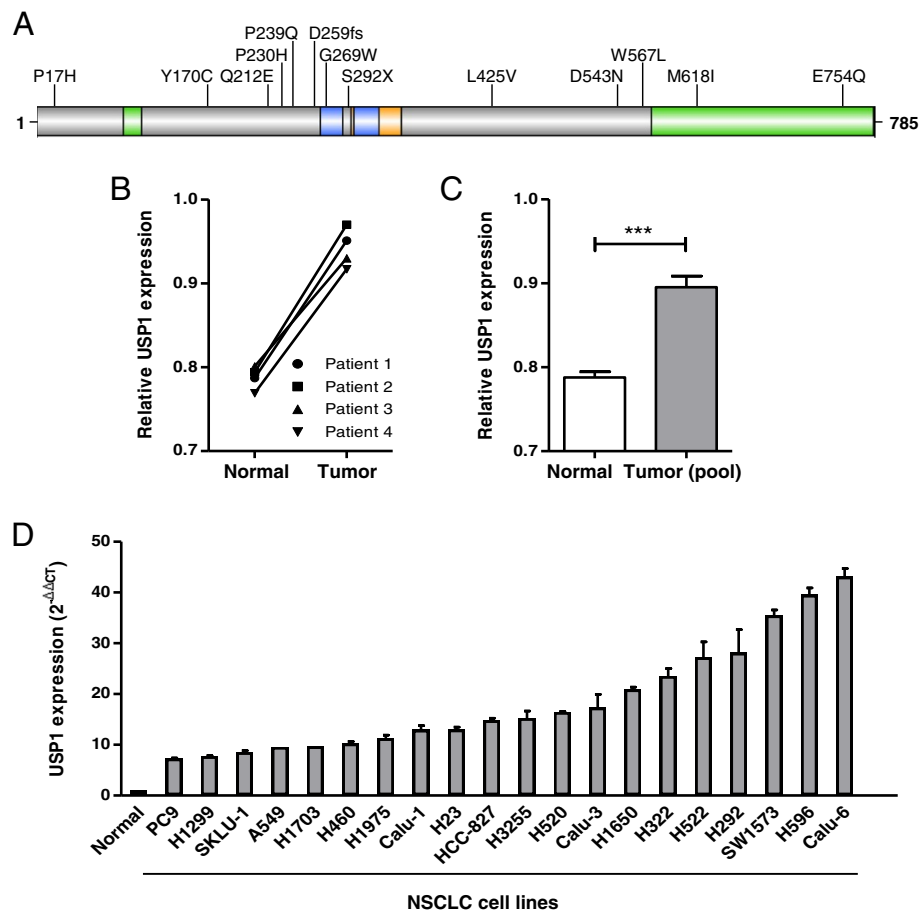 A
P239Q D259fs
P230H G269W W567L
P17H Y170C Q212E S292X L425V D543N M618I E754Q
1 785
B
Relative USP1 expression
1.0
0.9
0.8
0.7
Patient 1
Patient 2
Patient 3
Patient 4
Normal Tumor
C
Relative USP1 expression
1.0
0.9
0.8
0.7
***
Normal Tumor (pool)
D
USP1 expression (2-ΔΔCT)
50
40
30
20
10
0
Normal
PC9
H1299
SKLU-1
A549
H1703
H460
H1975
Calu-1
H23
HCC-827
H3255
H520
Calu-3
H1650
H322
H522
H292
SW1573
H596
Calu-6
NSCLC cell lines